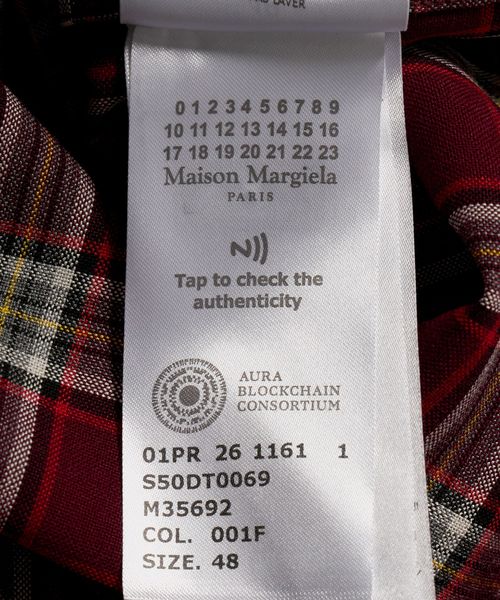 0 1 2 3 4 5 6 7 8 9
10 11 12 13 14 15 16
17 18 19 20 21 22 23
Maison Margiela
PARIS
Tap to check the
authenticity
AURA
BLOCKCHAIN
CONSORTIUM
01PR 26 1161 1
S50DT0069
M35692
COL. 001F
SIZE. 48